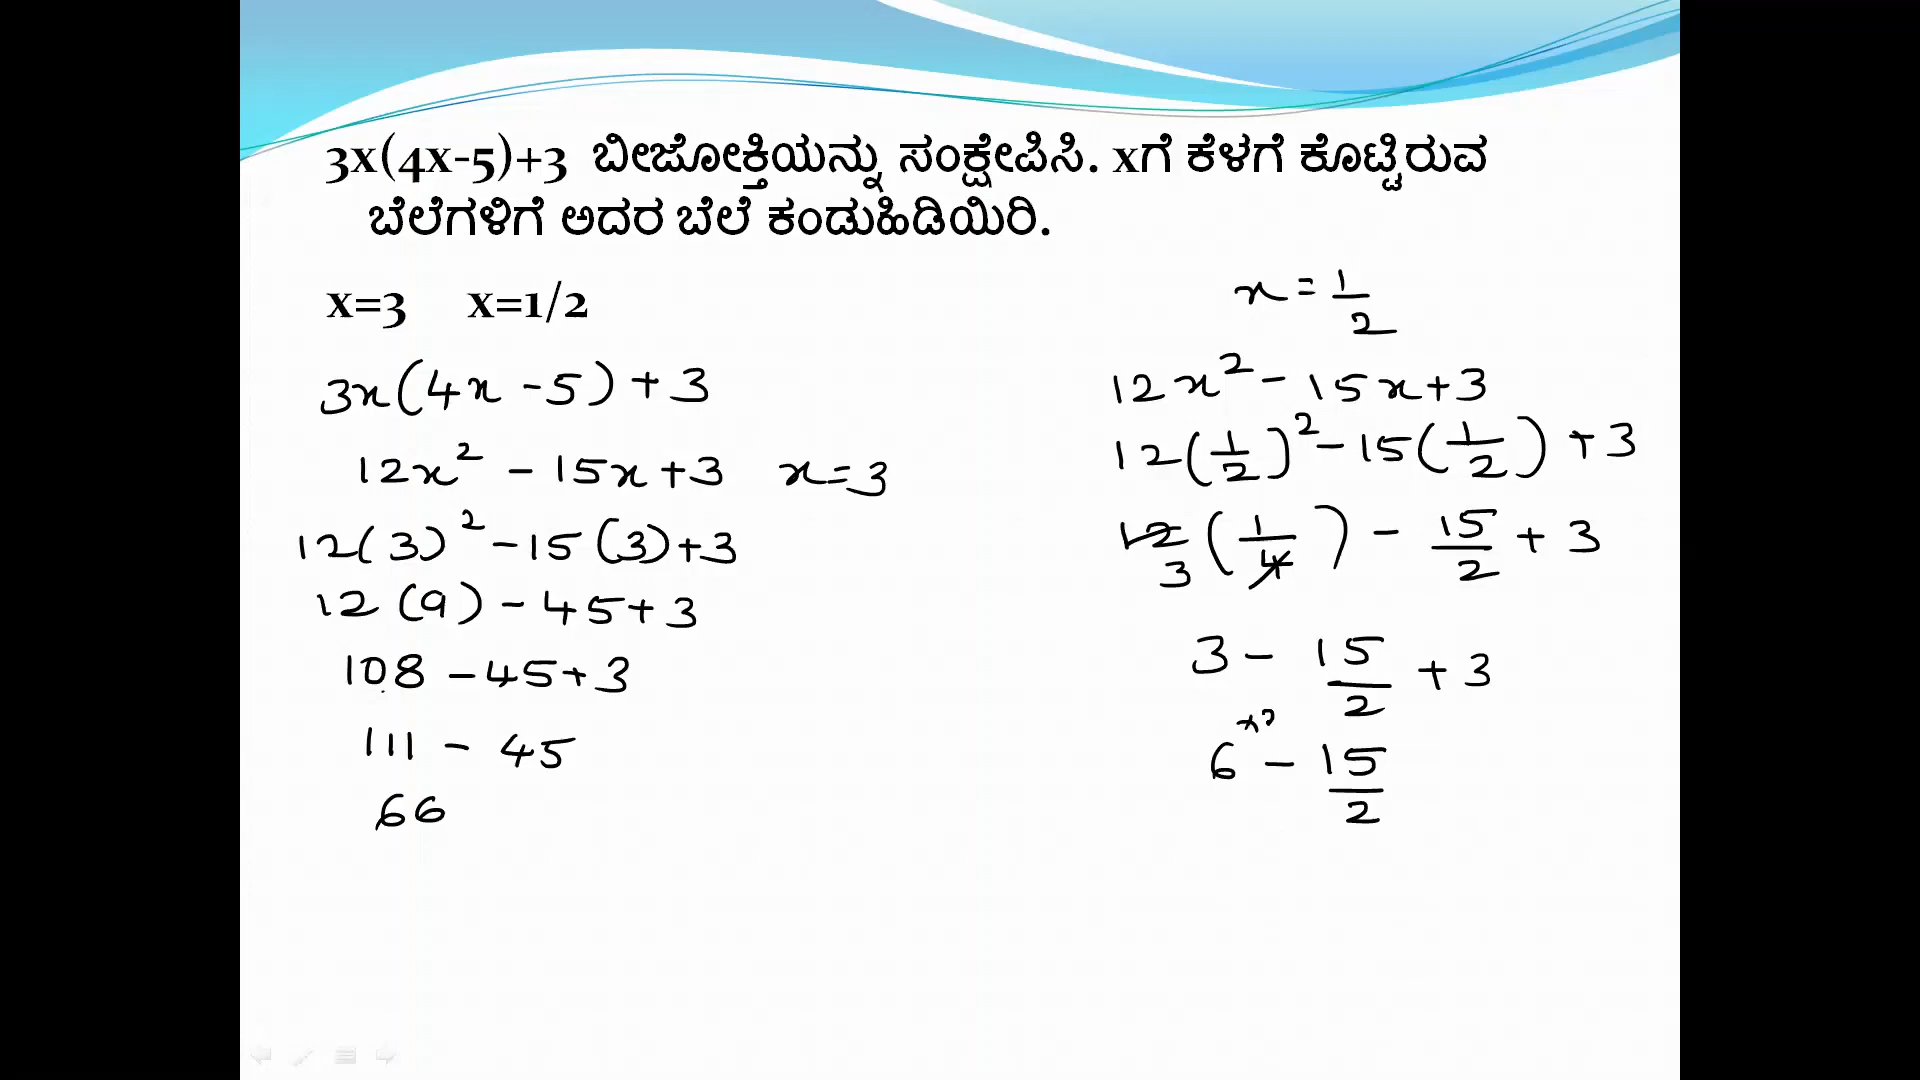 3x(4x-5)+3 ಬೀಜೋಕ್ತಿಯನ್ನು ಸಂಕ್ಷೇಪಿಸಿ. xಗೆ ಕೆಳಗೆ ಕೊಟ್ಟಿರುವ
ಬೆಲೆಗಳಿಗೆ ಅದರ ಬೆಲೆ ಕಂಡುಹಿಡಿಯಿರಿ.
x=3 x=1/2
3x(4x - 5) + 3
12x² - 15x + 3 x = 3
12(3)² - 15(3) + 3
12(9) - 45 + 3
108 - 45 + 3
111 - 45
66
x = 1/2
12x² - 15x + 3
12(1/2)² - 15(1/2) + 3
12 3 (1/4) - 15/2 + 3
3 - 15/2 + 3
6 - 15/2